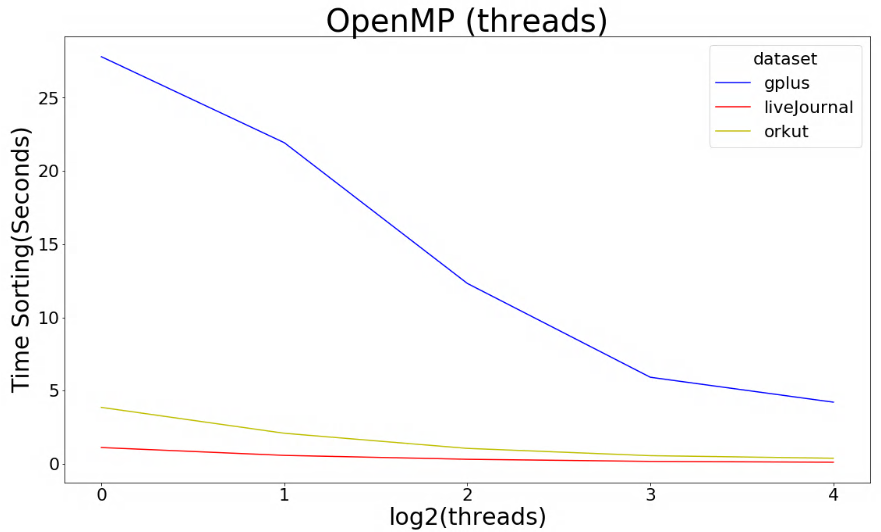 OpenMP (threads)
dataset
gplus
liveJournal
orkut
Time Sorting(Seconds)
25
20
15
10
5
0
0 1 2 3 4
log2(threads)